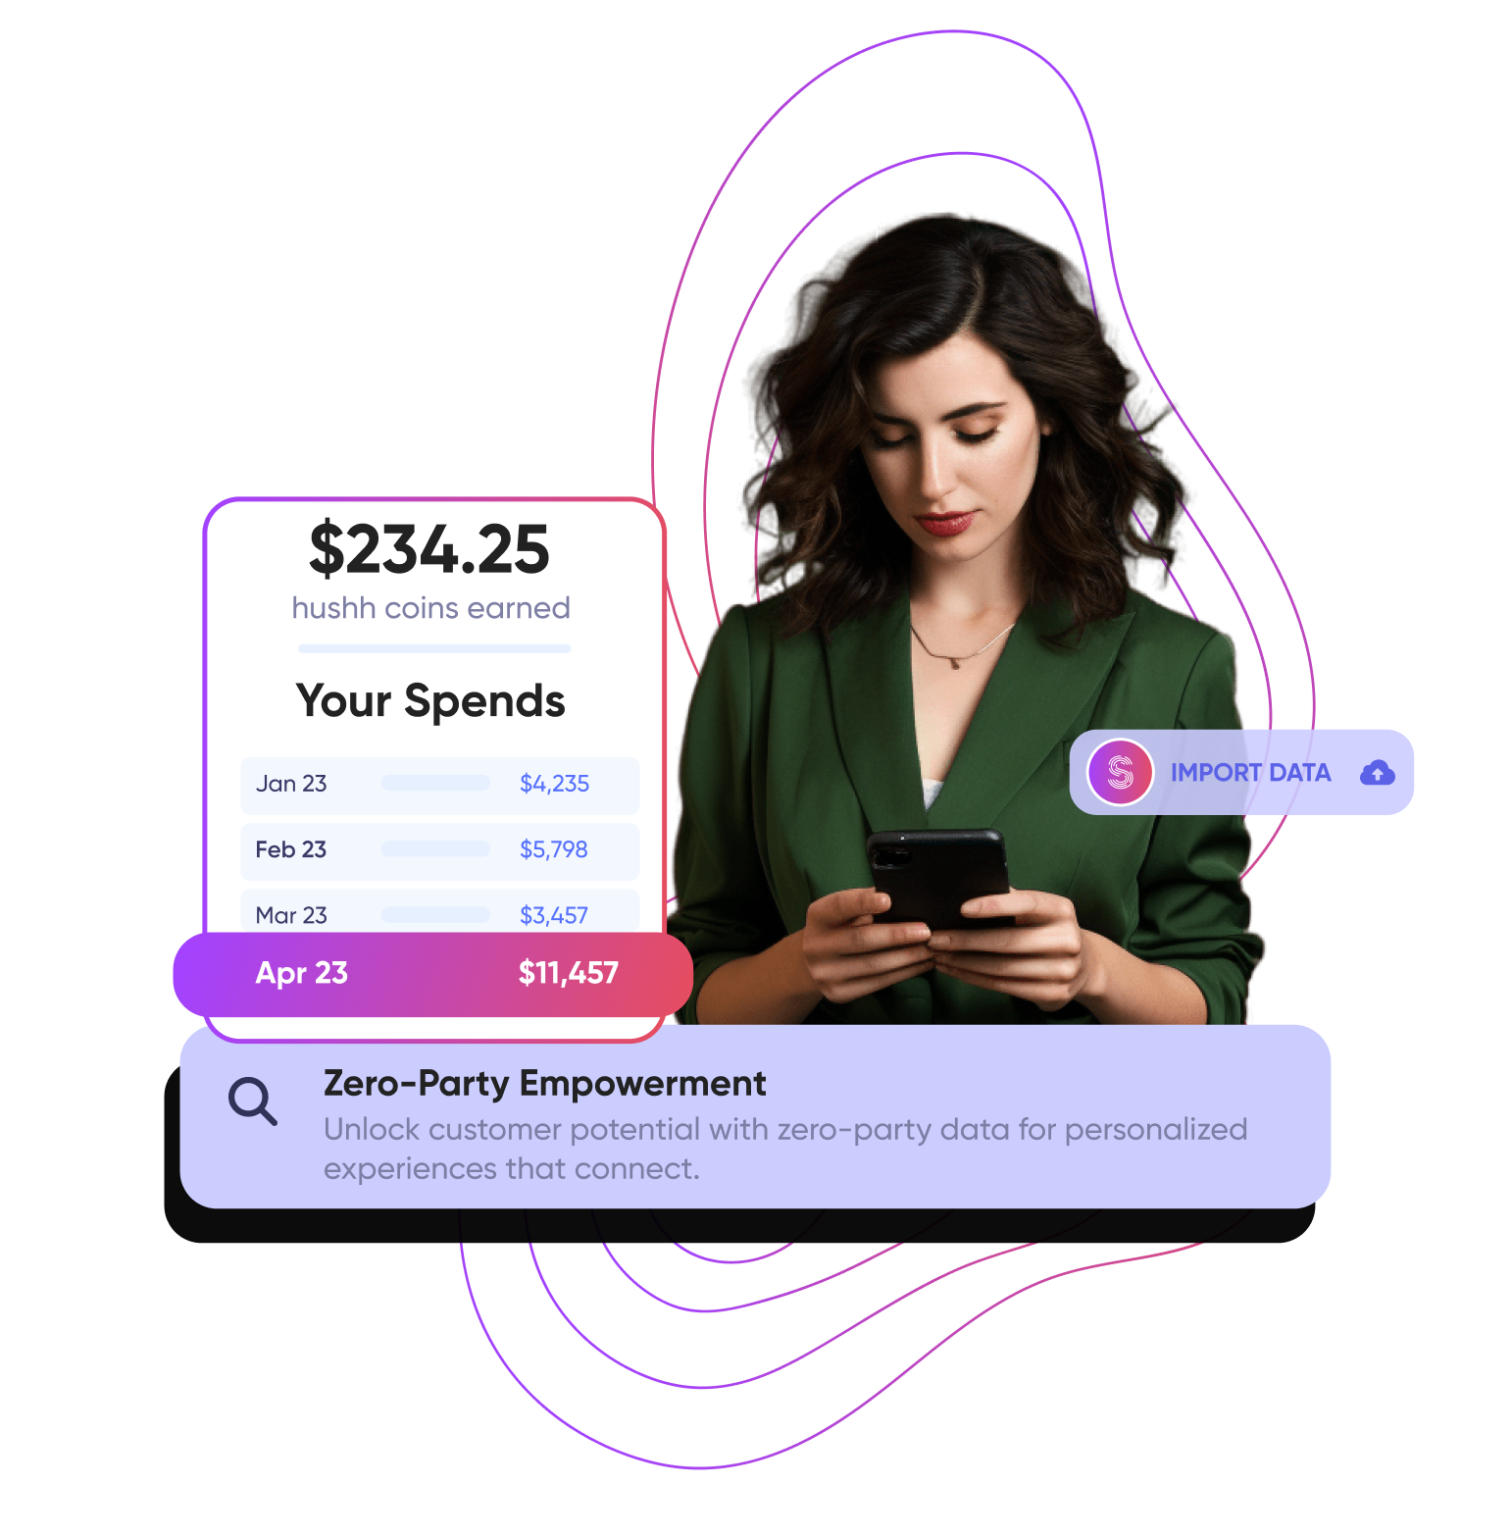 $234.25
hushh coins earned
Your Spends
Jan 23 $4,235
Feb 23 $5,798
Mar 23 $3,457
Apr 23 $11,457
S IMPORT DATA
Zero-Party Empowerment
Unlock customer potential with zero-party data for personalized
experiences that connect.